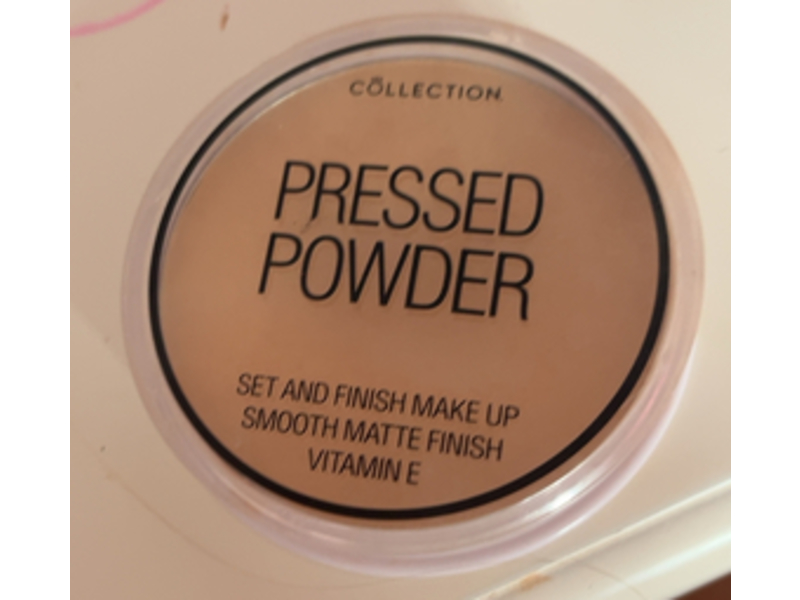 COLLECTION
PRESSED
POWDER
SET AND FINISH MAKE UP
SMOOTH MATTE FINISH
VITAMIN E